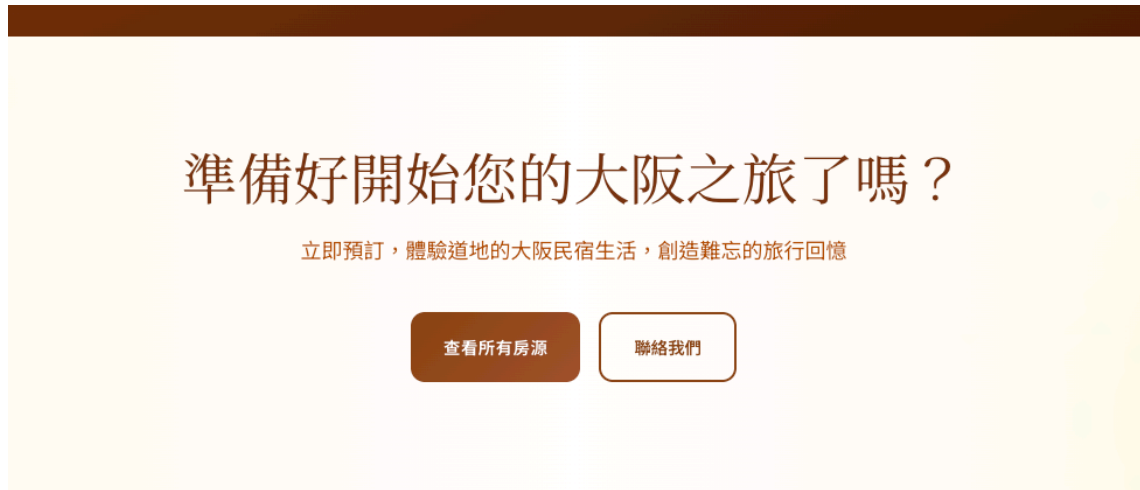 準備好開始您的大阪之旅了嗎？
立即預訂，體驗道地的大阪民宿生活，創造難忘的旅行回憶
查看所有房源
聯絡我們